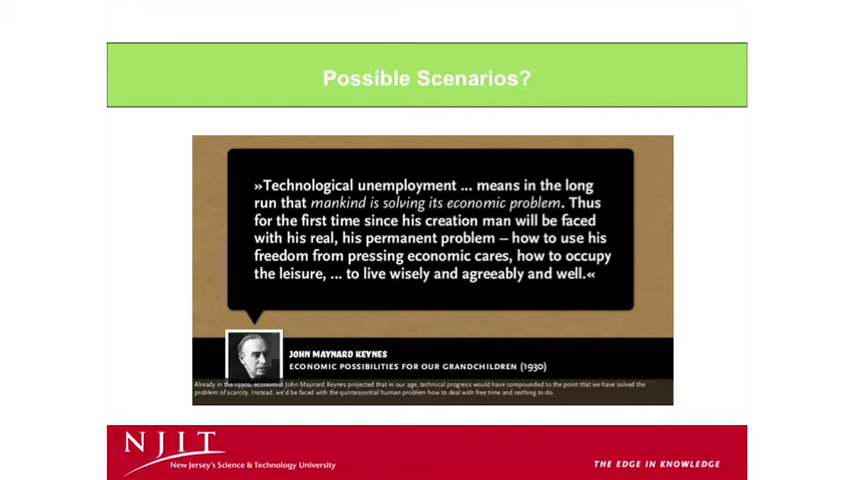 Possible Scenarios?
»Technological unemployment ... means in the long
run that mankind is solving its economic problem. Thus
for the first time since his creation man will be faced
with his real, his permanent problem – how to use his
freedom from pressing economic cares, how to occupy
the leisure, ... to live wisely and agreeably and well.«
JOHN MAYNARD KEYNES
ECONOMIC POSSIBILITIES FOR OUR GRANDCHILDREN (1930)
Already in the 1930s, economist John Maynard Keynes projected that in our age, technical progress would have compounded to the point that we have solved the
problem of scarcity. Instead, we'd be faced with the quintessential human problem how to deal with free time and nothing to do.
NJIT
New Jersey's Science & Technology University
THE EDGE IN KNOWLEDGE